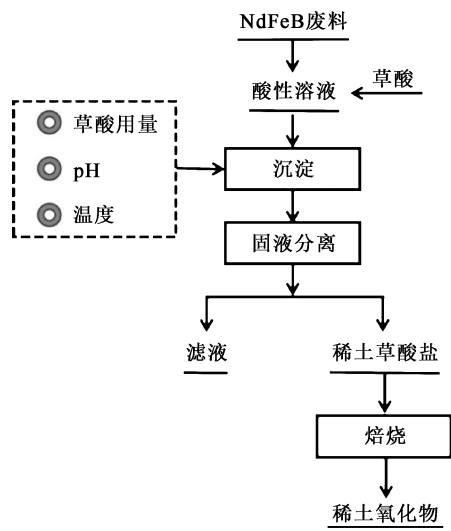 NdFeB废料
酸性溶液
草酸
草酸用量
pH
温度
沉淀
固液分离
滤液
稀土草酸盐
焙烧
稀土氧化物